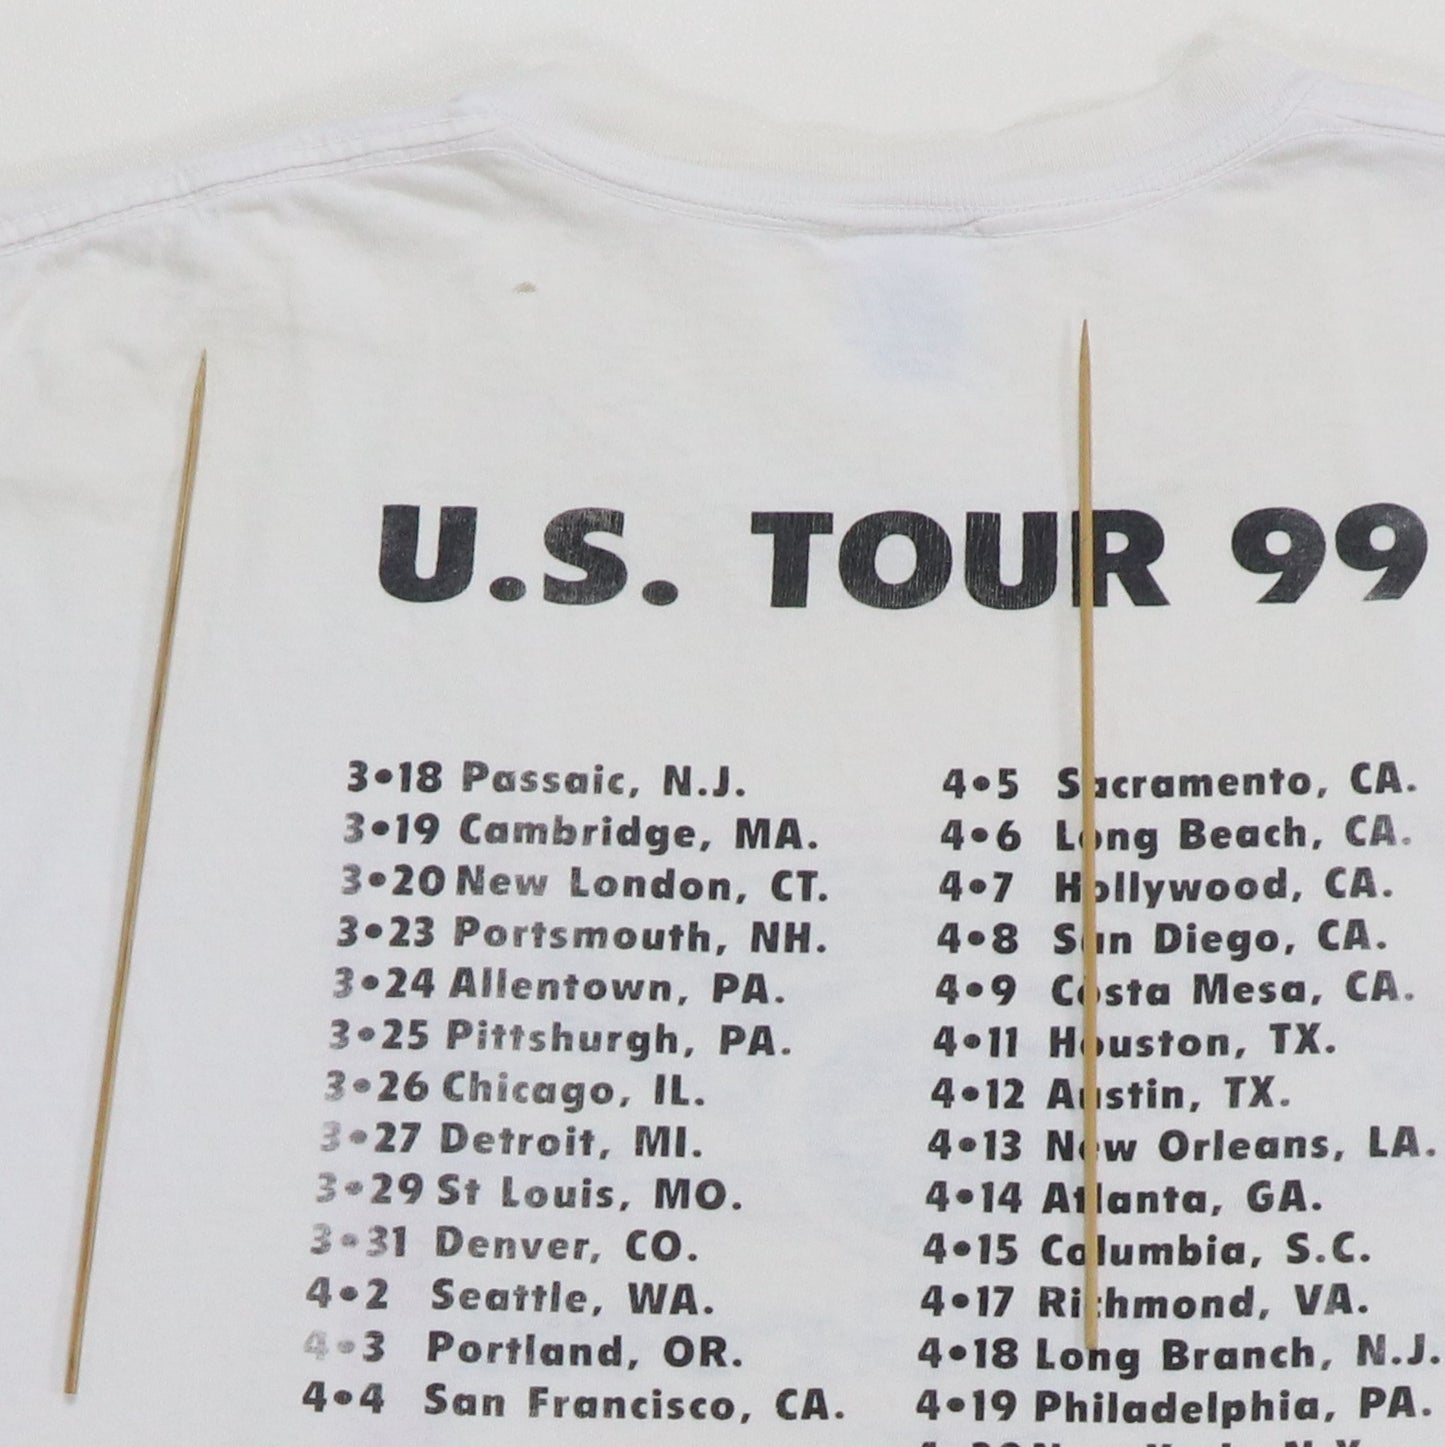 U.S. TOUR 99
3•18 Passaic, N.J.
3•19 Cambridge, MA.
3•20 New London, CT.
3•23 Portsmouth, NH.
3•24 Allentown, PA.
3•25 Pittshurgh, PA.
3•26 Chicago, IL.
3•27 Detroit, MI.
3•29 St Louis, MO.
3•31 Denver, CO.
4•2 Seattle, WA.
4•3 Portland, OR.
4•4 San Francisco, CA.
4•5 Sacramento, CA.
4•6 Long Beach, CA.
4•7 Hollywood, CA.
4•8 San Diego, CA.
4•9 Costa Mesa, CA.
4•11 Houston, TX.
4•12 Austin, TX.
4•13 New Orleans, LA.
4•14 Atlanta, GA.
4•15 Columbia, S.C.
4•17 Richmond, VA.
4•18 Long Branch, N.J.
4•19 Philadelphia, PA.